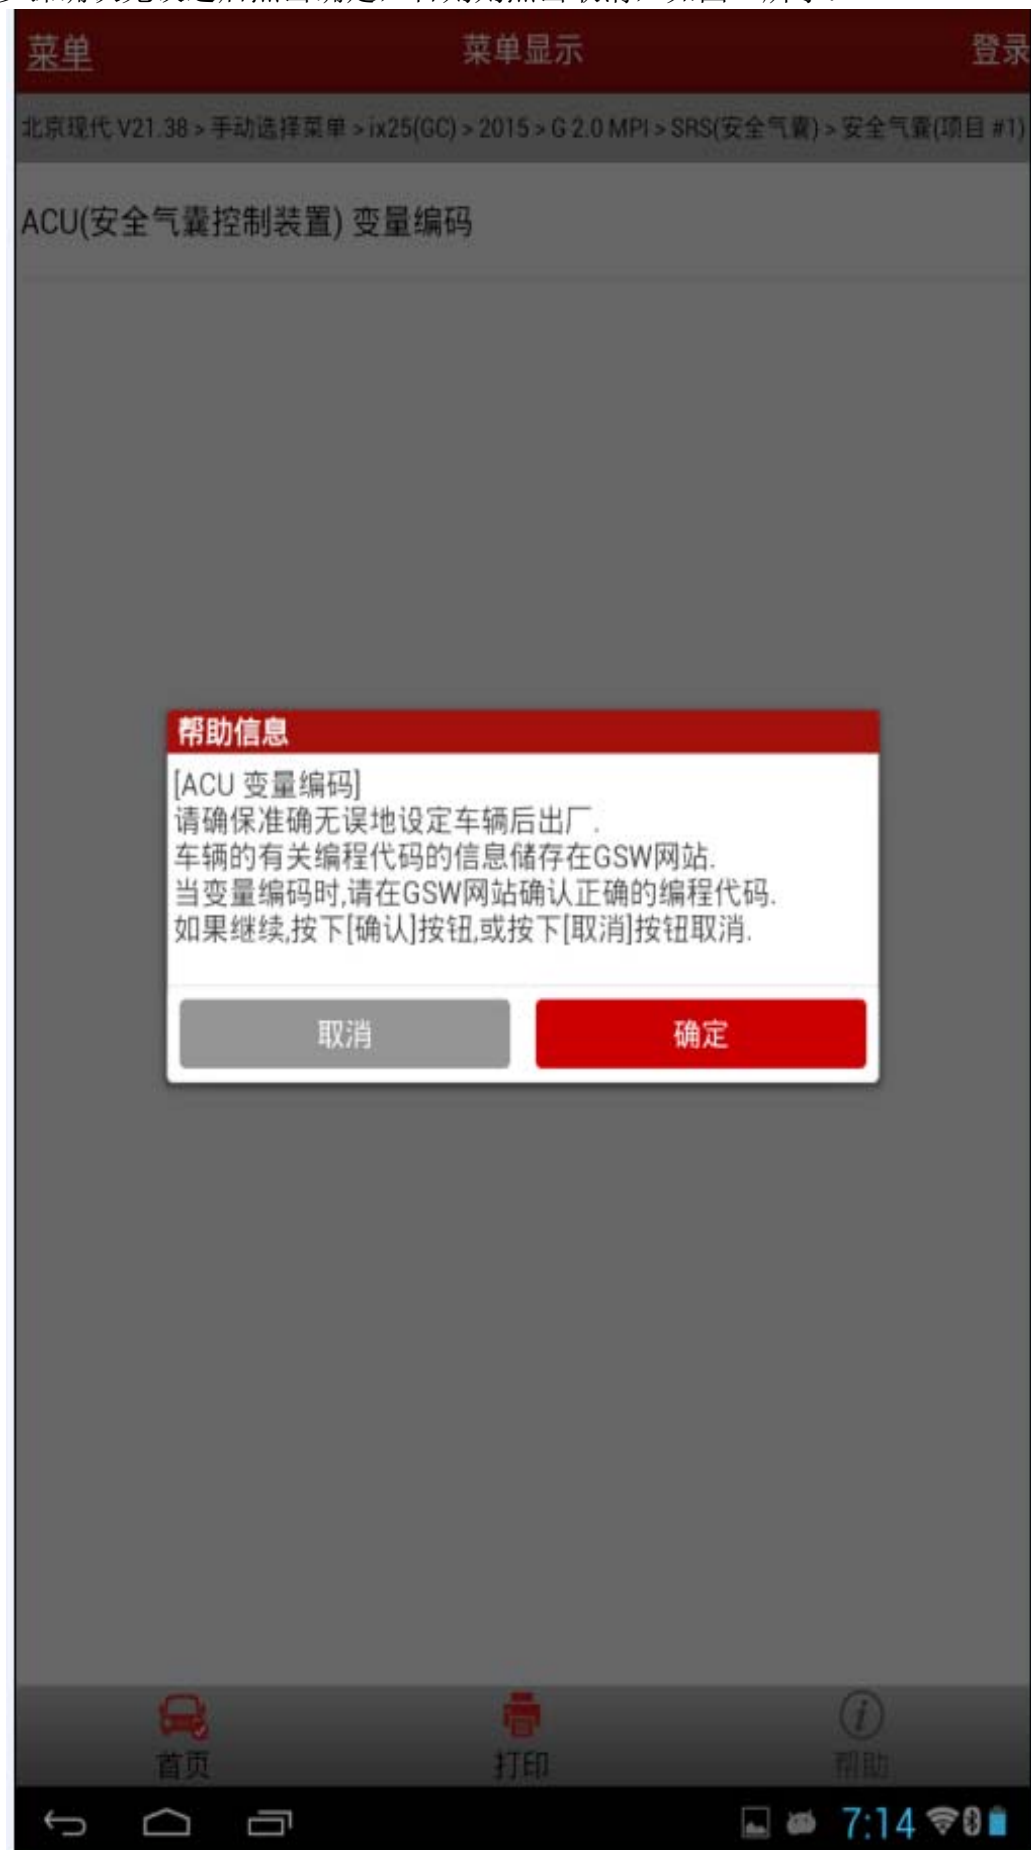 菜单
菜单显示
登录
北京现代 V21.38 > 手动选择菜单 > ix25(GC) > 2015 > G 2.0 MPI > SRS(安全气囊) > 安全气囊(项目 #1)
ACU(安全气囊控制装置) 变量编码
帮助信息
[ACU 变量编码]
请确保准确无误地设定车辆后出厂.
车辆的有关编程代码的信息储存在GSW网站.
当变量编码时,请在GSW网站确认正确的编程代码.
如果继续,按下[确认]按钮,或按下[取消]按钮取消.
取消
确定
首页
打印
帮助
7:14